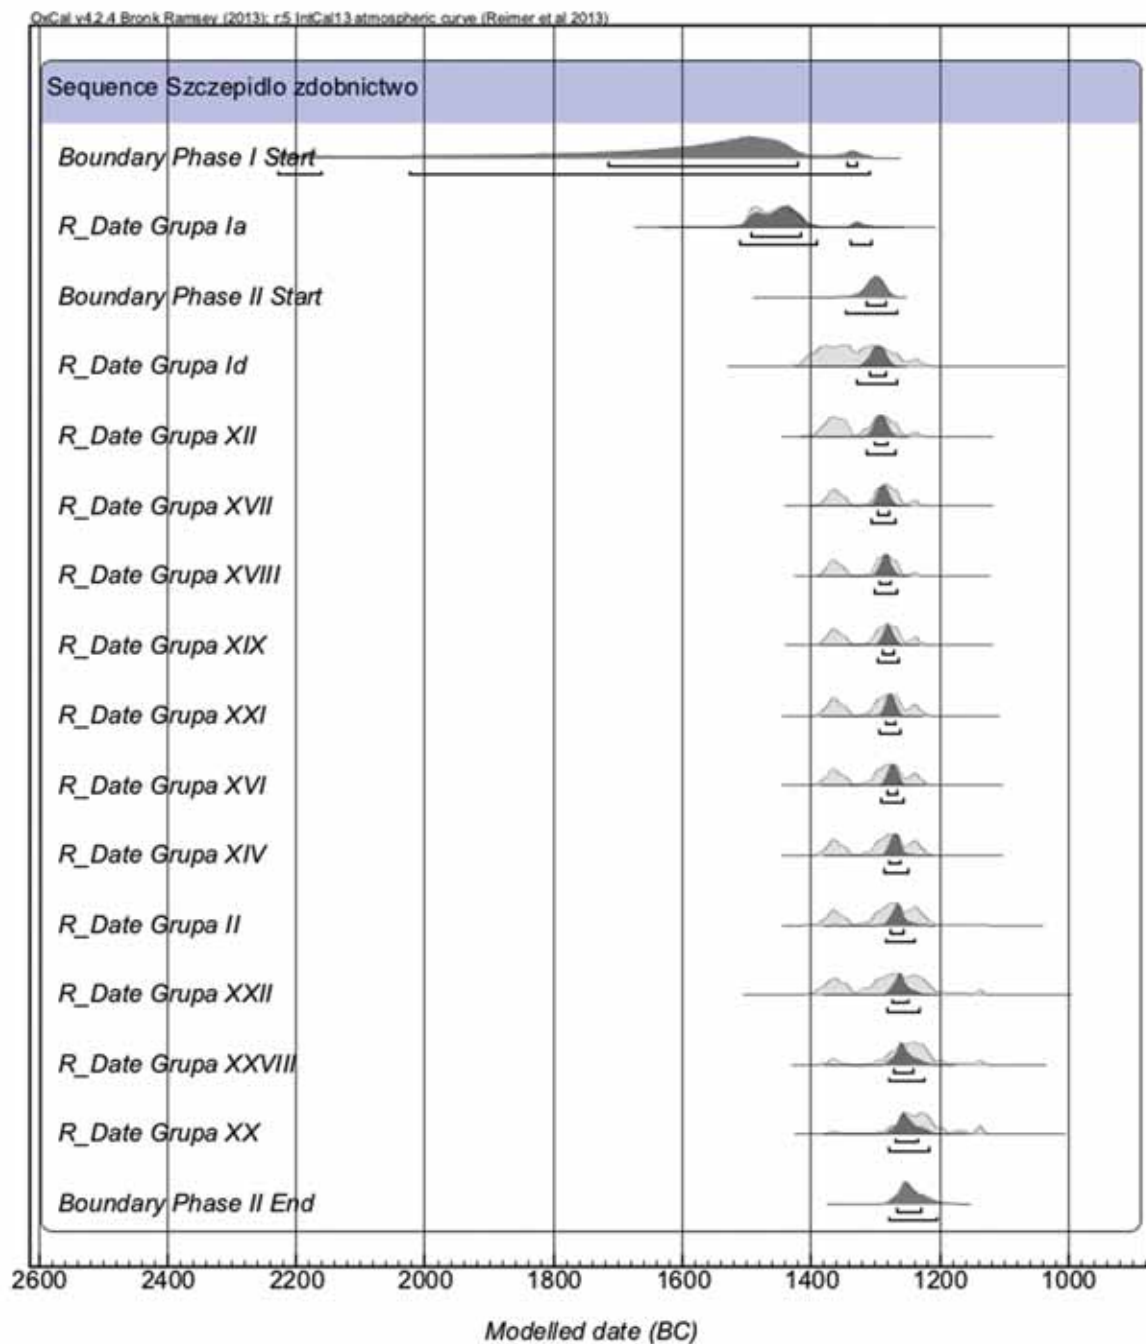 OxCal v4.2.4 Bronk Ramsey (2013); r:5 IntCal13 atmospheric curve (Reimer et al 2013)
Sequence Szczepidlo zdobnictwo
Boundary Phase I Start
R_Date Grupa Ia
Boundary Phase II Start
R_Date Grupa Id
R_Date Grupa XII
R_Date Grupa XVII
R_Date Grupa XVIII
R_Date Grupa XIX
R_Date Grupa XXI
R_Date Grupa XVI
R_Date Grupa XIV
R_Date Grupa II
R_Date Grupa XXII
R_Date Grupa XXVIII
R_Date Grupa XX
Boundary Phase II End
2600 2400 2200 2000 1800 1600 1400 1200 1000
Modelled date (BC)